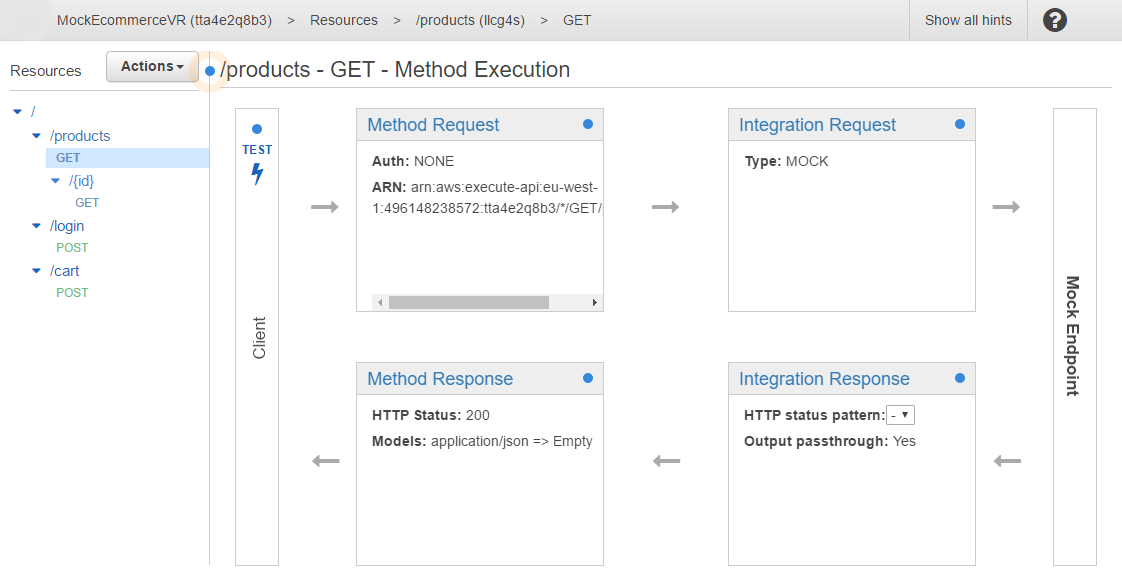 MockEcommerceVR (tta4e2q8b3) > Resources > /products (llcg4s) > GET
Show all hints
?
Resources
Actions
/products - GET - Method Execution
/
/products
GET
/{id}
GET
/login
POST
/cart
POST
TEST
Client
Method Request
Auth: NONE
ARN: arn:aws:execute-api:eu-west-
1:496148238572:tta4e2q8b3/*/GET/
Integration Request
Type: MOCK
Mock Endpoint
Method Response
HTTP Status: 200
Models: application/json => Empty
Integration Response
HTTP status pattern: -
Output passthrough: Yes